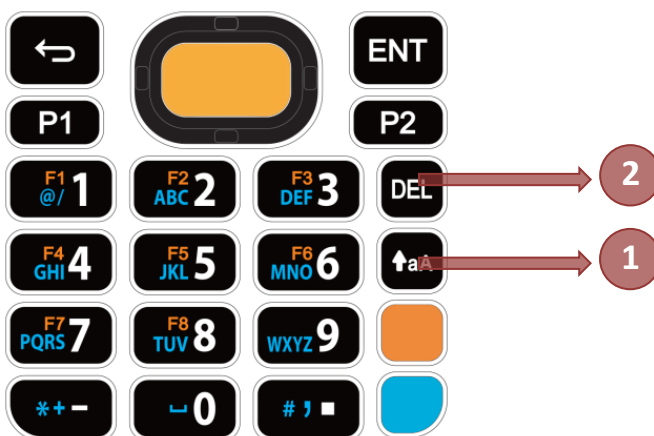 ENT
P1 P2
F1 @/ 1 F2 ABC 2 F3 DEF 3 DEL 2
F4 GHI 4 F5 JKL 5 F6 MNO 6 aA 1
F7 PQRS 7 F8 TUV 8 WXYZ 9
*+- ⎵0 #,.